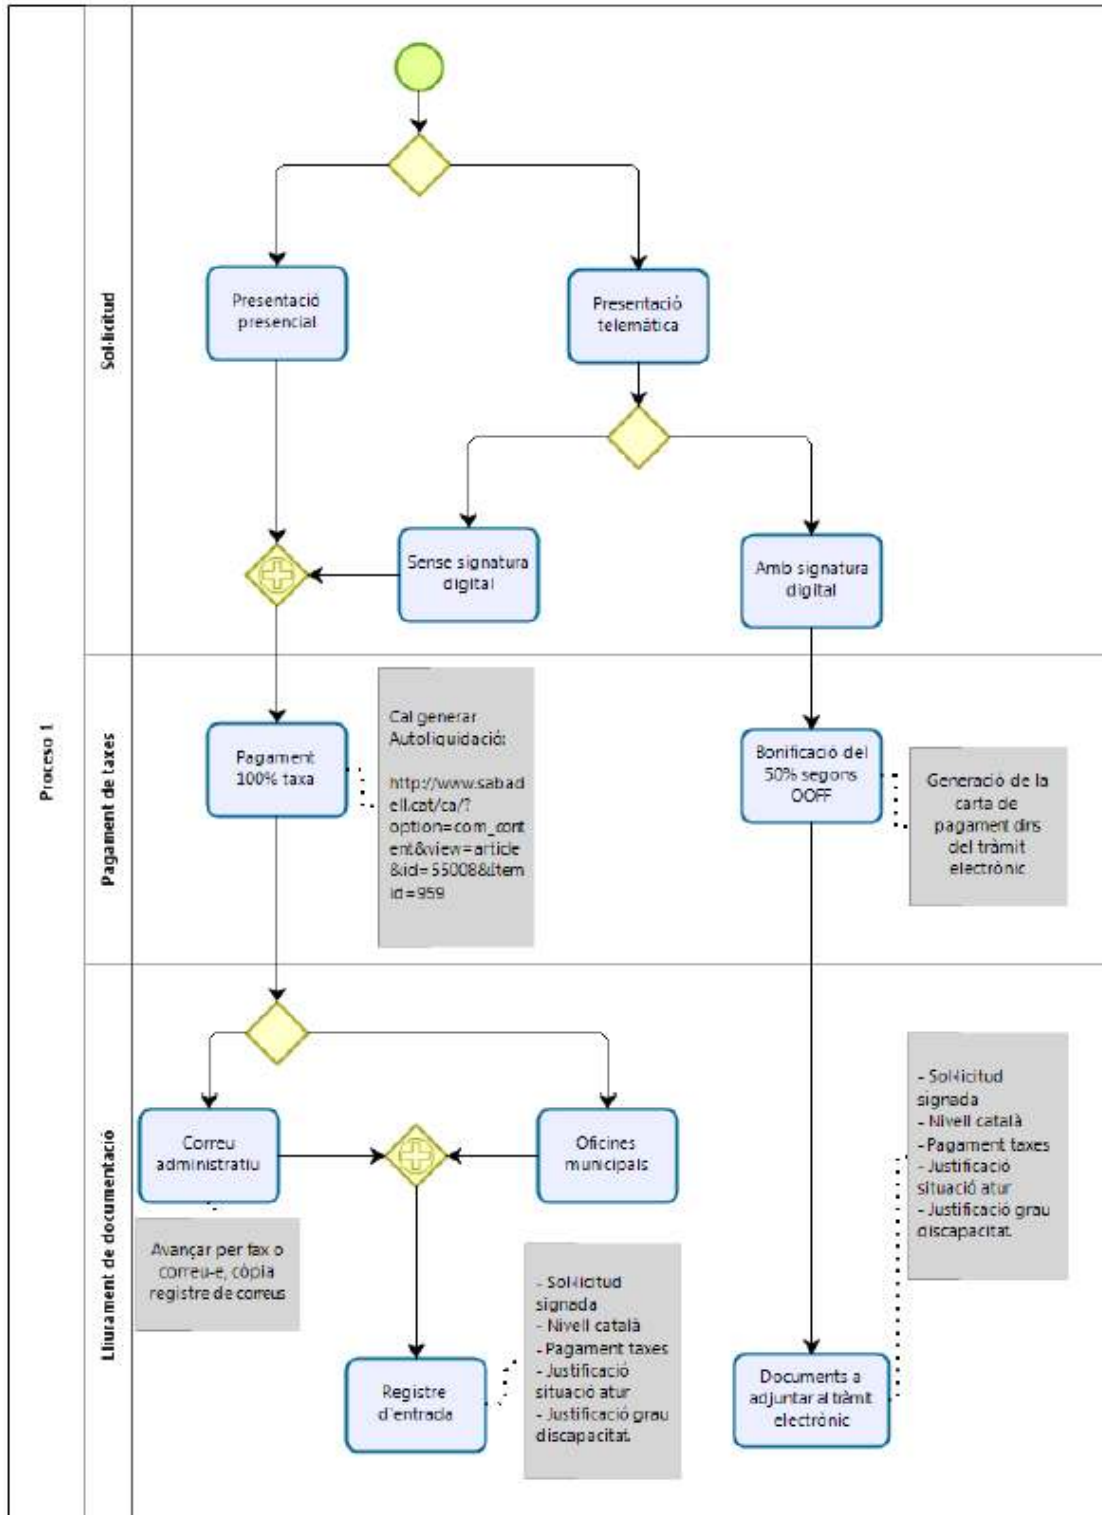 Proceso 1
Sol·licitud
Presentació
presencial
Presentació
telemàtica
Sense signatura
digital
Amb signatura
digital
Pagament de taxes
Pagament
100% taxa
Cal generar
Autoliquidació:
http://www.sabad
ell.cat/ca/?
option=com_cont
ent&view=article
&id=55008&Item
id=959
Bonificació del
50% segons
OOFF
Generació de la
carta de
pagament dins
del tràmit
electrònic
Lliurament de documentació
Correu
administratiu
Oficines
municipals
Avançar per fax o
correu-e, còpia
registre de correus
Registre
d'entrada
- Sol·licitud
signada
- Nivell català
- Pagament taxes
- Justificació
situació atur
- Justificació grau
discapacitat.
Documents a
adjuntar al tràmit
electrònic
- Sol·licitud
signada
- Nivell català
- Pagament taxes
- Justificació
situació atur
- Justificació grau
discapacitat.